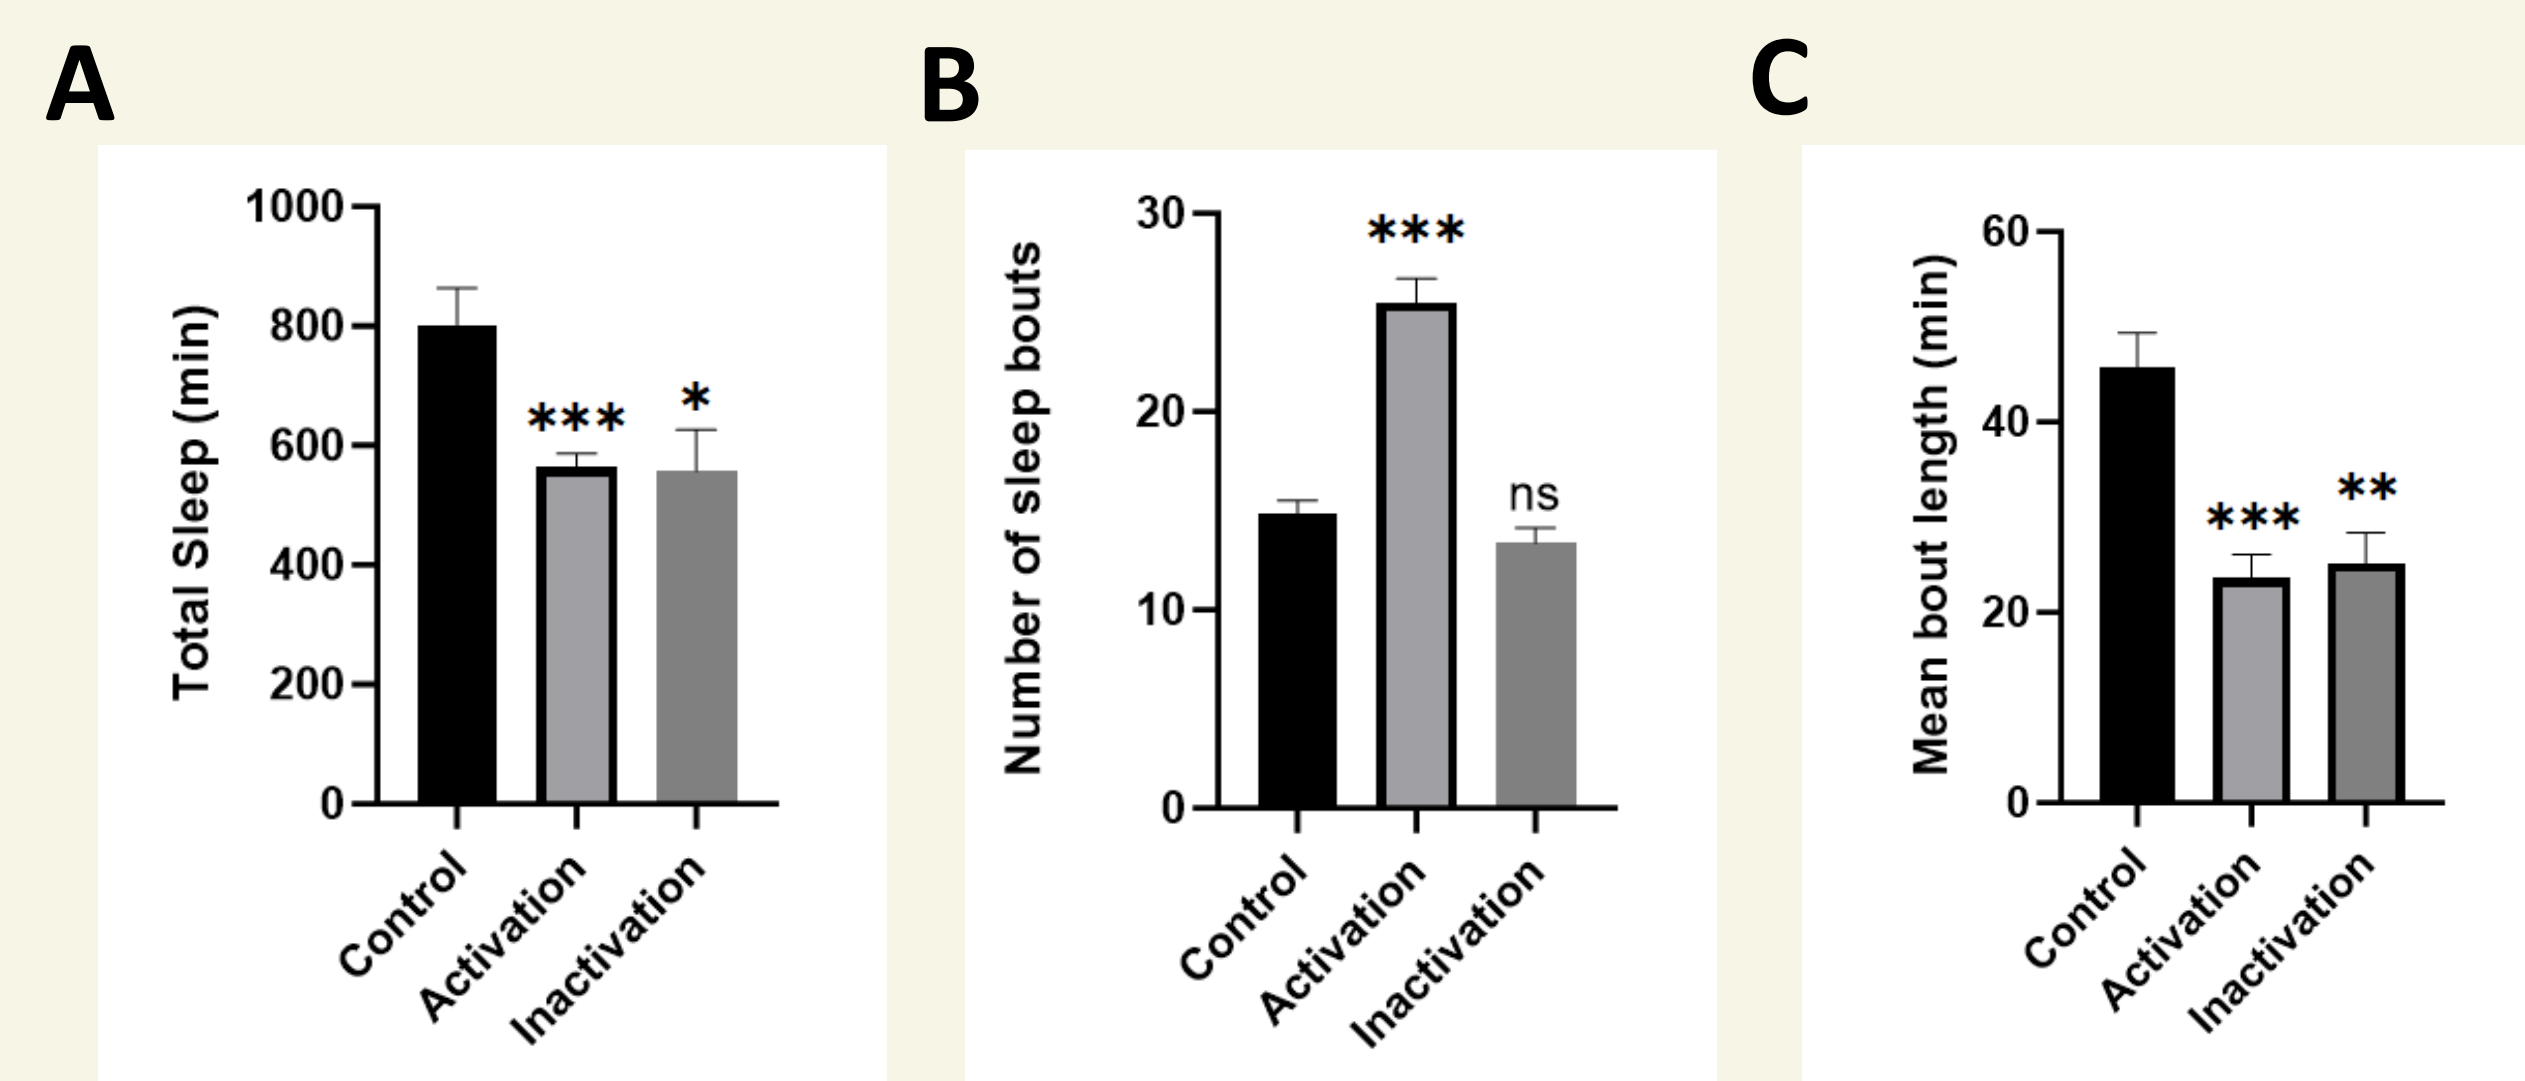 A
B
C
Total Sleep (min)
1000
800
600
400
200
0
***
*
Control
Activation
Inactivation
Number of sleep bouts
30
20
10
0
***
ns
Control
Activation
Inactivation
Mean bout length (min)
60
40
20
0
***
**
Control
Activation
Inactivation